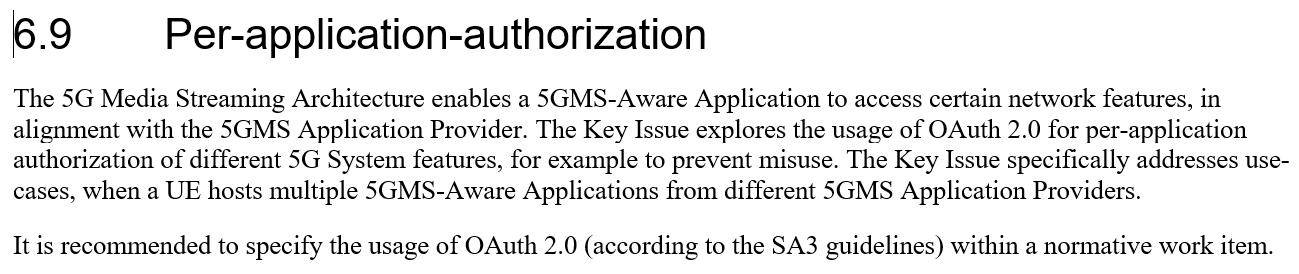 6.9 Per-application-authorization
The 5G Media Streaming Architecture enables a 5GMS-Aware Application to access certain network features, in
alignment with the 5GMS Application Provider. The Key Issue explores the usage of OAuth 2.0 for per-application
authorization of different 5G System features, for example to prevent misuse. The Key Issue specifically addresses use-
cases, when a UE hosts multiple 5GMS-Aware Applications from different 5GMS Application Providers.
It is recommended to specify the usage of OAuth 2.0 (according to the SA3 guidelines) within a normative work item.